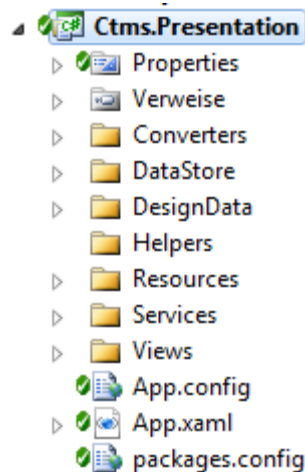 Ctms.Presentation
Properties
Verweise
Converters
DataStore
DesignData
Helpers
Resources
Services
Views
App.config
App.xaml
packages.config